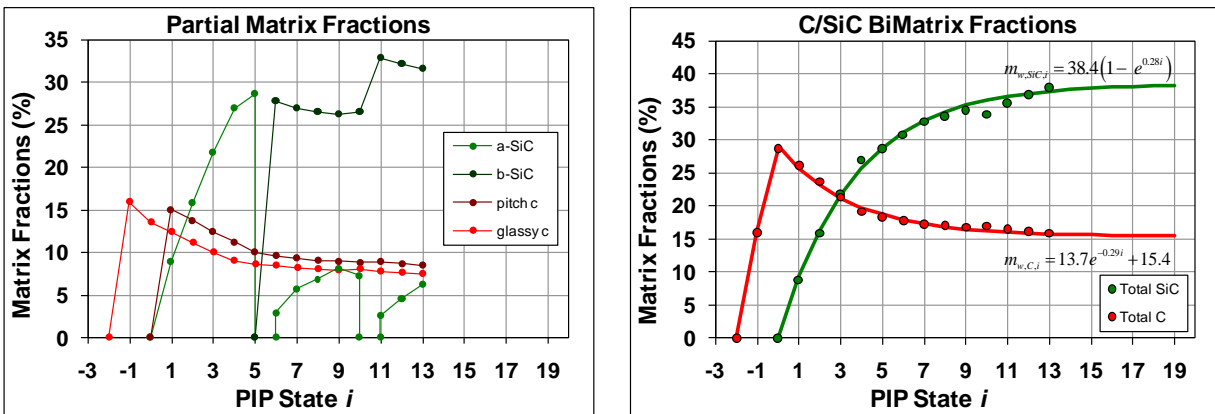 Partial Matrix Fractions
Matrix Fractions (%)
35
30
25
20
15
10
5
0
a-SiC
b-SiC
pitch c
glassy c
-3 -1 1 3 5 7 9 11 13 15 17 19
PIP State i
C/SiC BiMatrix Fractions
Matrix Fractions (%)
45
40
35
30
25
20
15
10
5
0
m_{w,SiC,i} = 38.4(1− e^{0.28i})
m_{w,C,i} = 13.7e^{-0.29i} +15.4
Total SiC
Total C
-3 -1 1 3 5 7 9 11 13 15 17 19
PIP State i